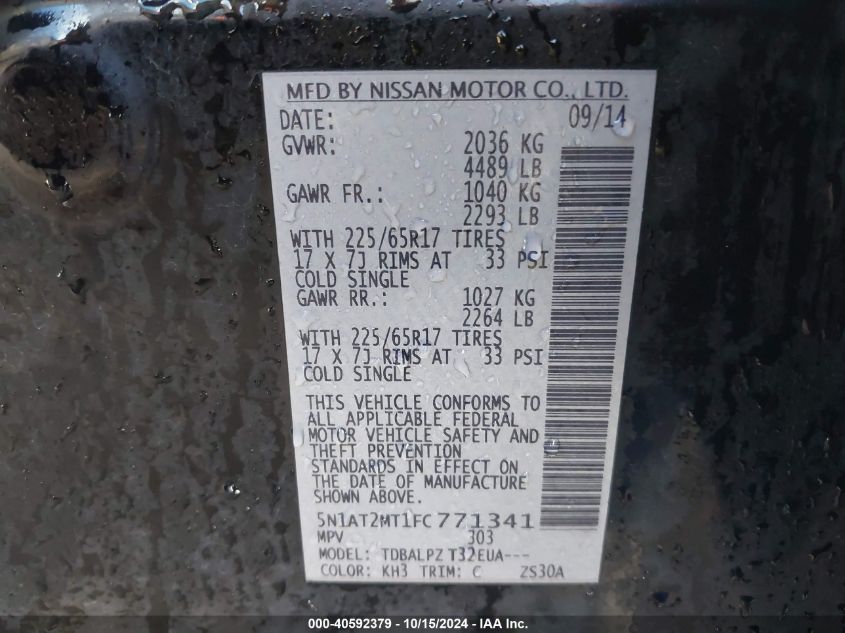 MFD BY NISSAN MOTOR CO., LTD.
DATE: 09/14
GVWR: 2036 KG
4489 LB
GAWR FR.: 1040 KG
2293 LB
WITH 225/65R17 TIRES
17 X 7J RIMS AT 33 PSI
COLD SINGLE
GAWR RR.: 1027 KG
2264 LB
WITH 225/65R17 TIRES
17 X 7J RIMS AT 33 PSI
COLD SINGLE
THIS VEHICLE CONFORMS TO
ALL APPLICABLE FEDERAL
MOTOR VEHICLE SAFETY AND
THEFT PREVENTION
STANDARDS IN EFFECT ON
THE DATE OF MANUFACTURE
SHOWN ABOVE.
5N1AT2MT1FC771341
MPV 303
MODEL: TDBALPZ T32EUA---
COLOR: KH3 TRIM: C ZS30A
000-40592379 - 10/15/2024 - IAA Inc.